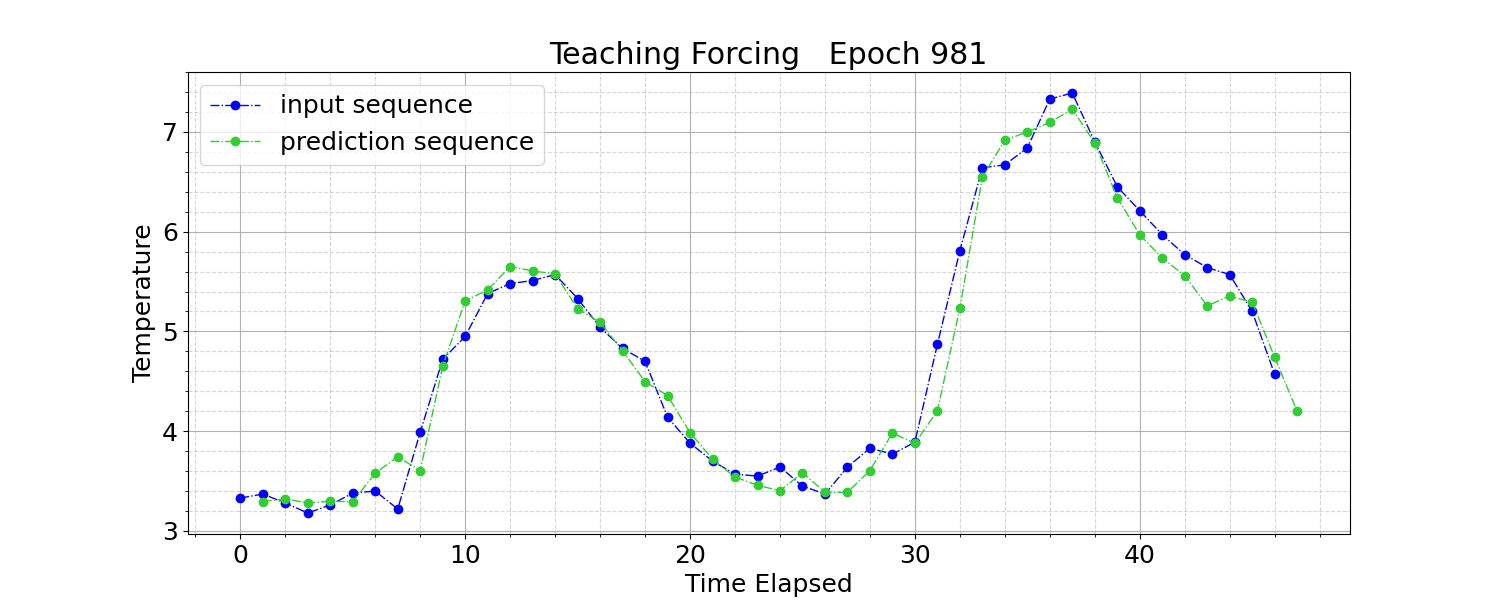 Teaching Forcing   Epoch 981
input sequence
prediction sequence
Temperature
7
6
5
4
3
0 10 20 30 40
Time Elapsed